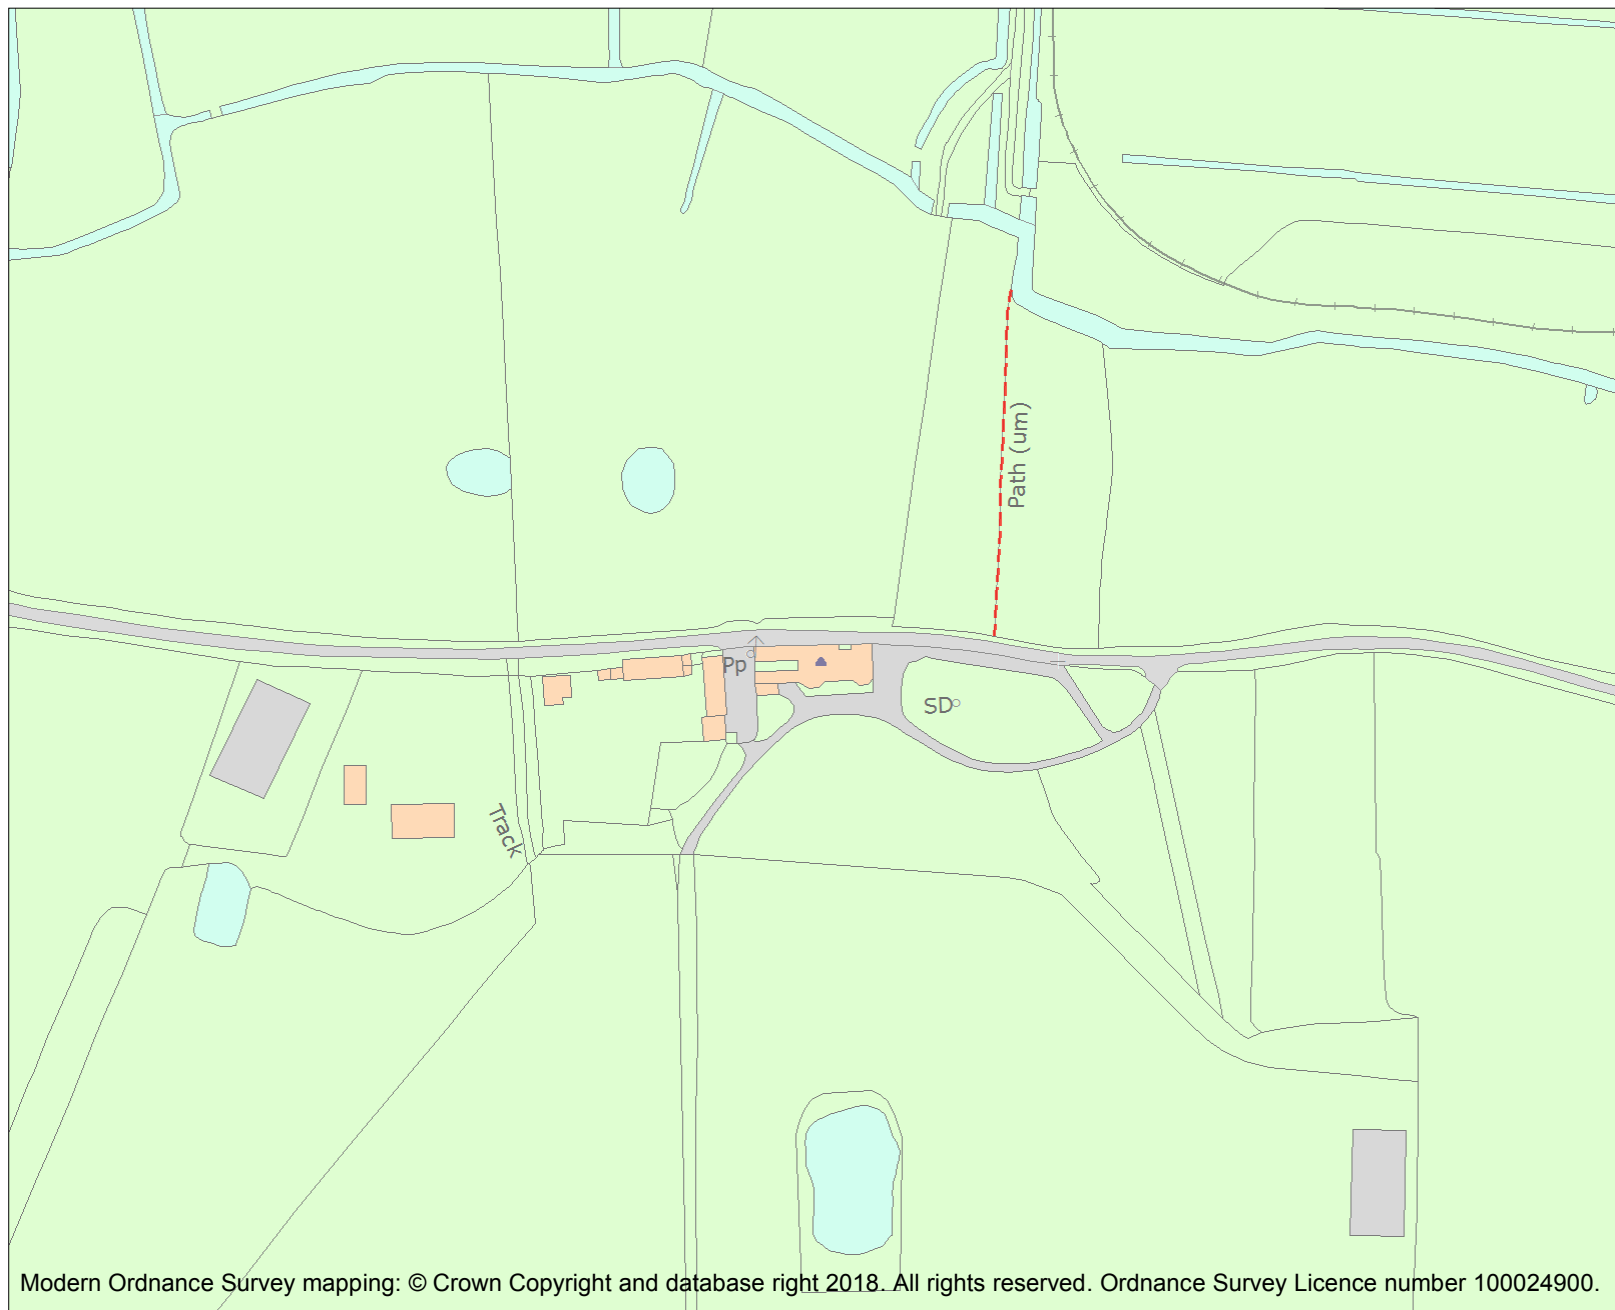 Path (um)
Pp
SD
Track
Modern Ordnance Survey mapping: © Crown Copyright and database right 2018. All rights reserved. Ordnance Survey Licence number 100024900.